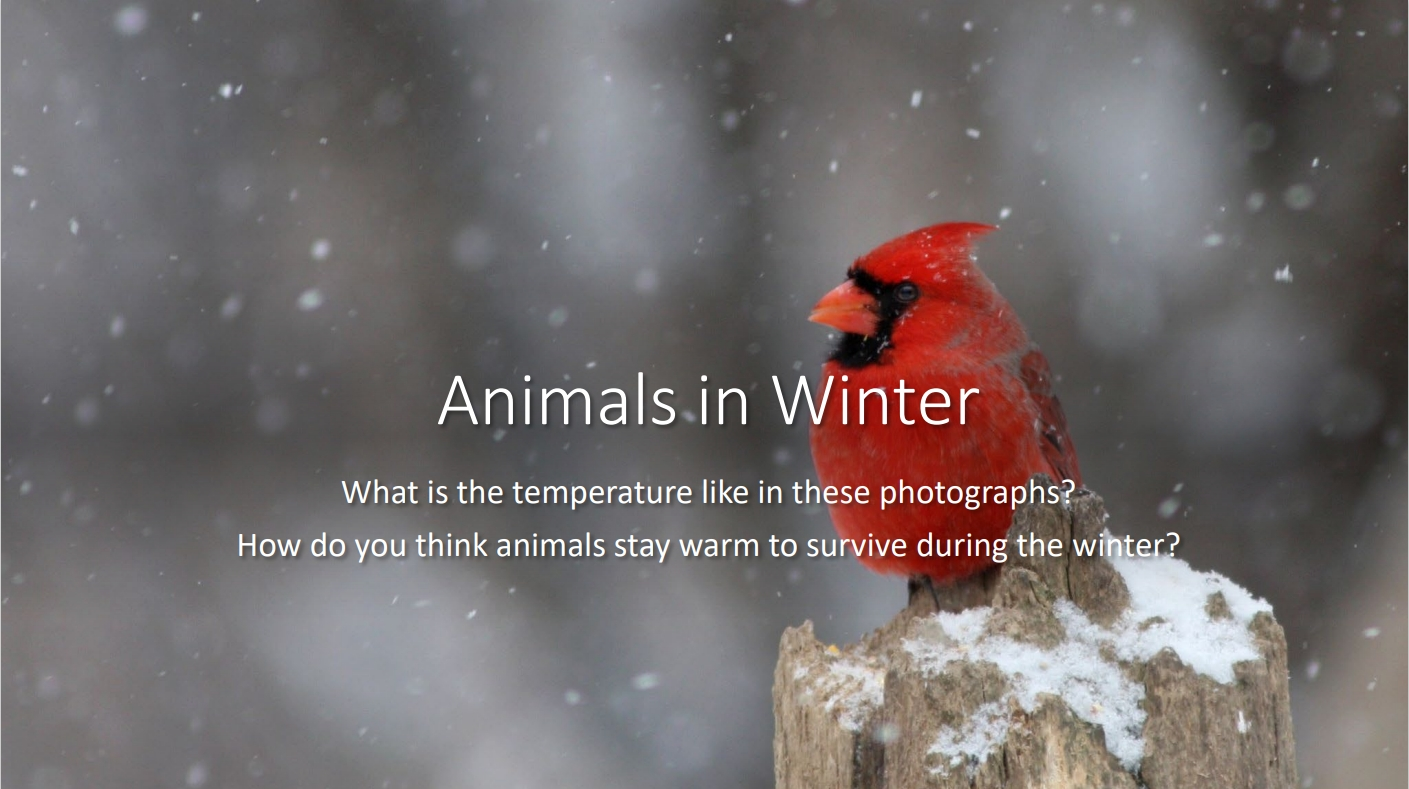 Animals in Winter
What is the temperature like in these photographs?
How do you think animals stay warm to survive during the winter?